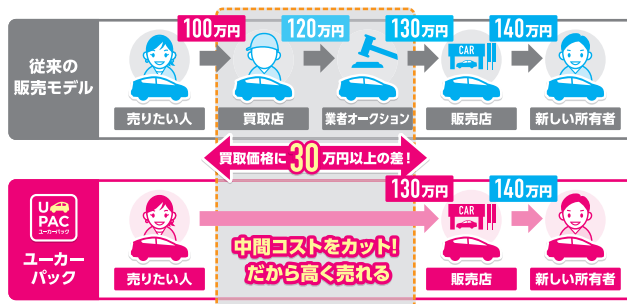 100万円
120万円
130万円
140万円
従来の
販売モデル
CAR
売りたい人
買取店
業者オークション
販売店
新しい所有者
買取価格に30万円以上の差!
130万円
140万円
U
PAC
ユーカーパック
ユーカー
パック
CAR
中間コストをカット!
だから高く売れる
売りたい人
販売店
新しい所有者